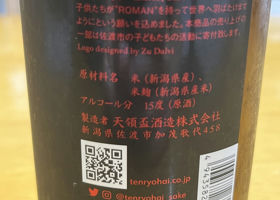 子供たちが"ROMAN"を持って世界へ羽ばたけます
ようにという願いを込めました。本商品の売り上げの
一部は佐渡市の子どもたちの活動に寄付致します。
Logo designed by Zu Dalvi
原材料名 米(新潟県産)、
米麹(新潟県産米)
アルコール分 15度(原酒)
製造者 天領盃酒造株式会社
新潟県佐渡市加茂歌代458
tenryohai.co.jp
@tenryohai_sake